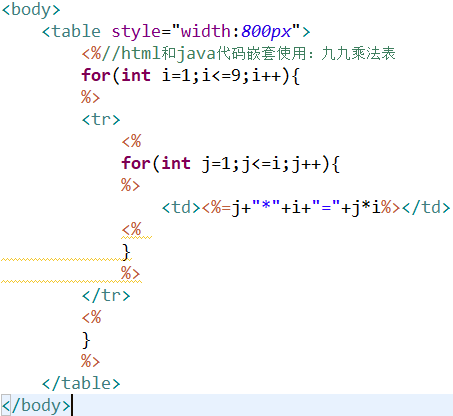 <body>
    <table style="width:800px">
        <%//html和java代码嵌套使用：九九乘法表
        for(int i=1;i<=9;i++){
        %>
        <tr>
            <%
            for(int j=1;j<=i;j++){
            %>
                <td><%=j+"*"+i+"="+j*i%></td>
            <%
            }
            %>
        </tr>
        <%
        }
        %>
    </table>
</body>